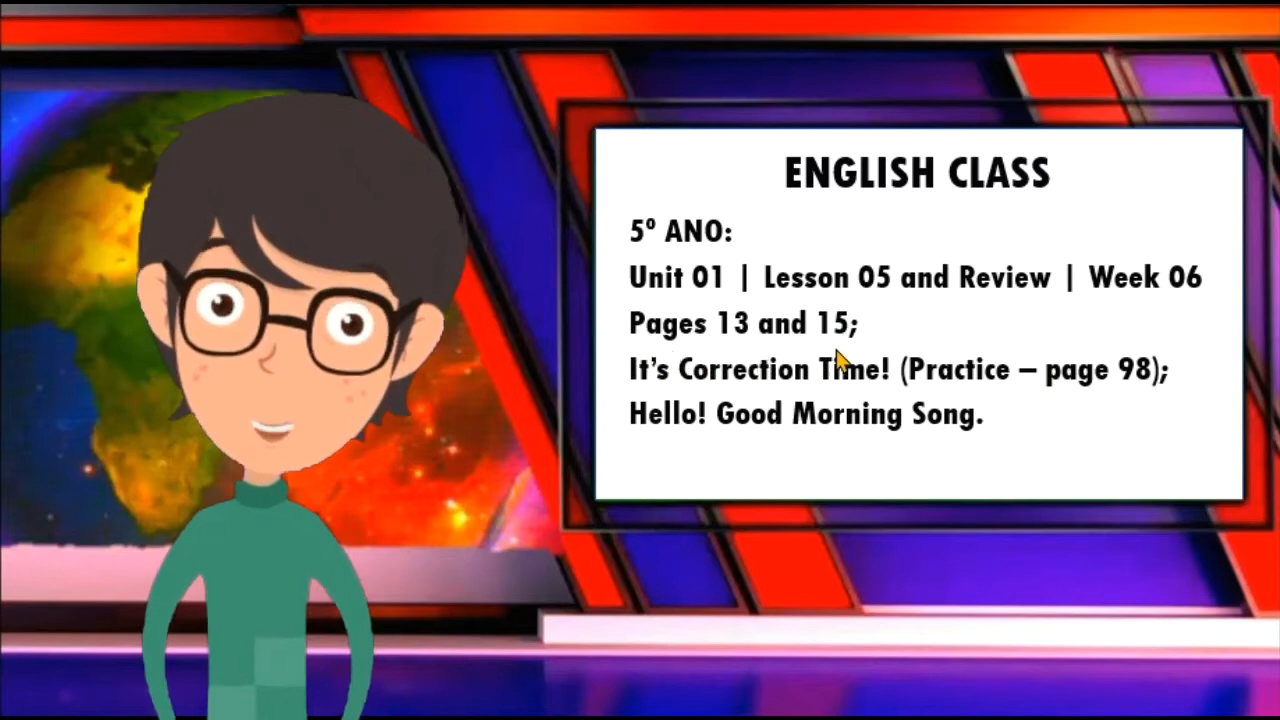 ENGLISH CLASS
5º ANO:
Unit 01 | Lesson 05 and Review | Week 06
Pages 13 and 15;
It’s Correction Time! (Practice – page 98);
Hello! Good Morning Song.